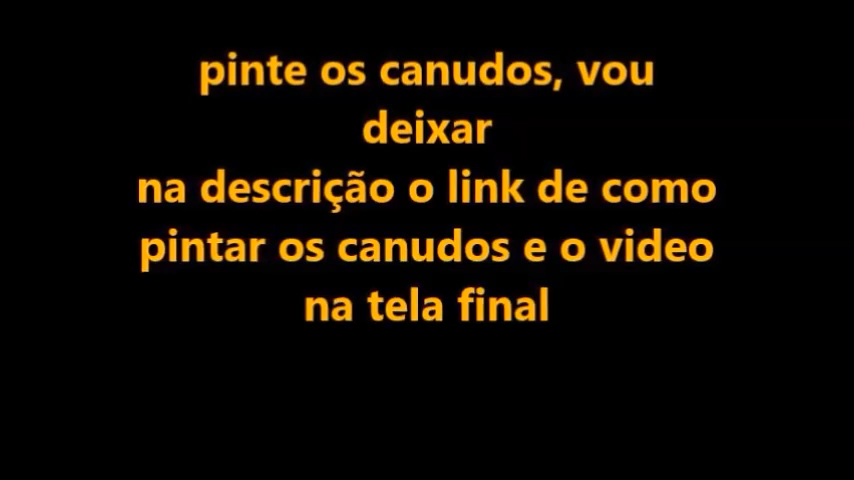 pinte os canudos, vou
deixar
na descrição o link de como
pintar os canudos e o video
na tela final